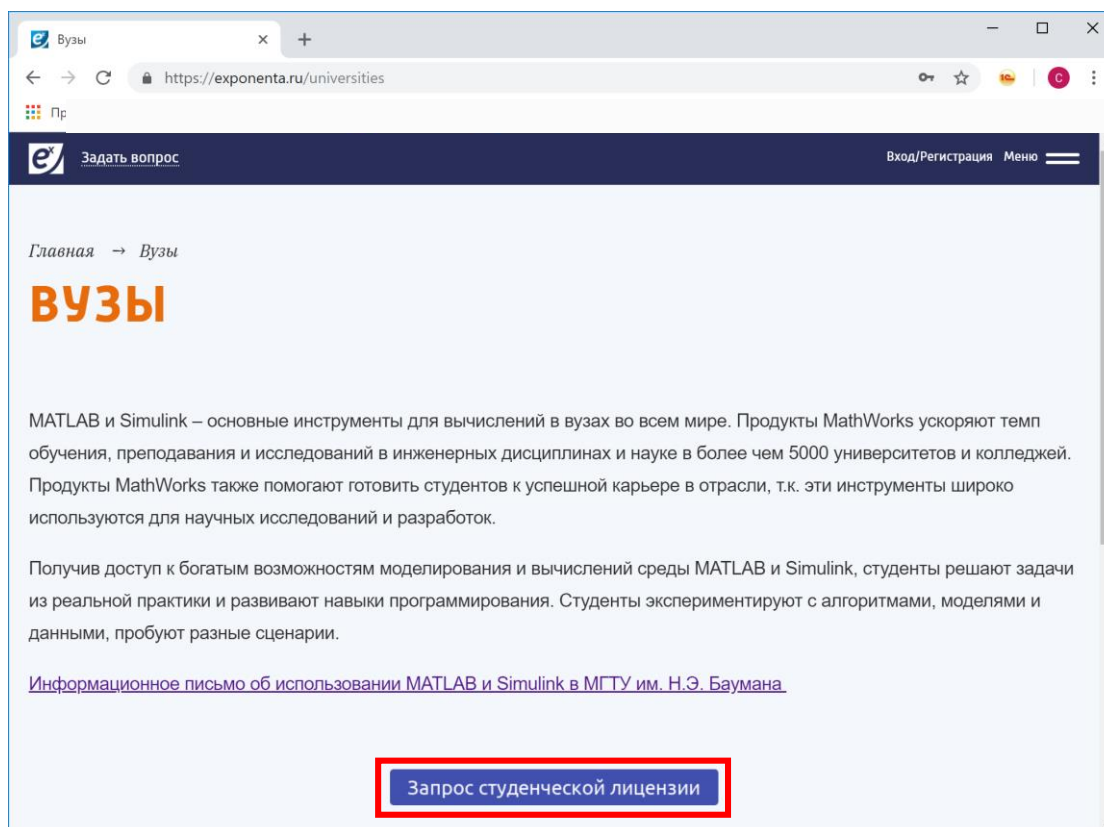 Вузы
https://exponenta.ru/universities
C
Пр
Задать вопрос
Вход/Регистрация Меню
Главная → Вузы
ВУЗЫ
MATLAB и Simulink – основные инструменты для вычислений в вузах во всем мире. Продукты MathWorks ускоряют темп
обучения, преподавания и исследований в инженерных дисциплинах и науке в более чем 5000 университетов и колледжей.
Продукты MathWorks также помогают готовить студентов к успешной карьере в отрасли, т.к. эти инструменты широко
используются для научных исследований и разработок.
Получив доступ к богатым возможностям моделирования и вычислений среды MATLAB и Simulink, студенты решают задачи
из реальной практики и развивают навыки программирования. Студенты экспериментируют с алгоритмами, моделями и
данными, пробуют разные сценарии.
Информационное письмо об использовании MATLAB и Simulink в МГТУ им. Н.Э. Баумана
Запрос студенческой лицензии